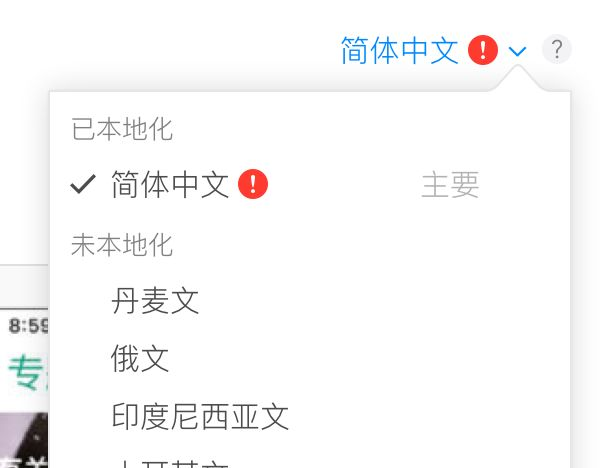 简体中文 ! ?
已本地化
简体中文 ! 主要
未本地化
丹麦文
俄文
印度尼西亚文
8:59
专